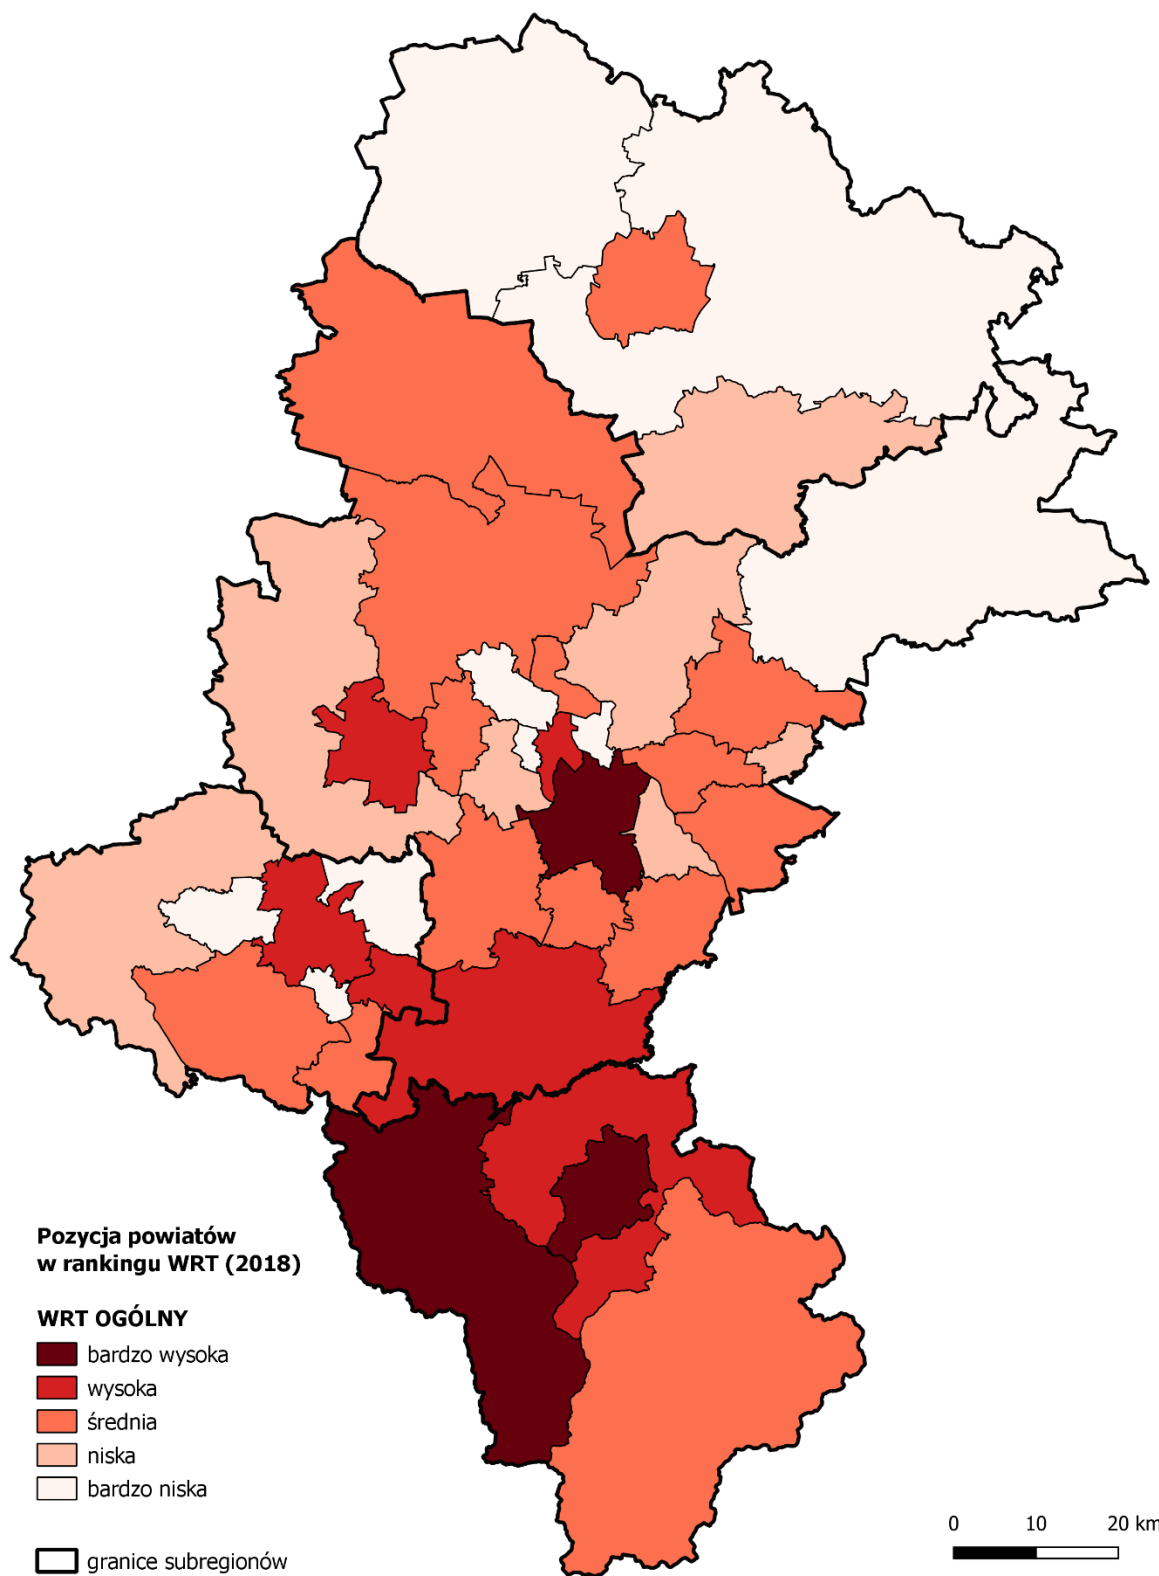 Pozycja powiatów
w rankingu WRT (2018)
WRT OGÓLNY
bardzo wysoka
wysoka
średnia
niska
bardzo niska
granice subregionów
0 10 20 km